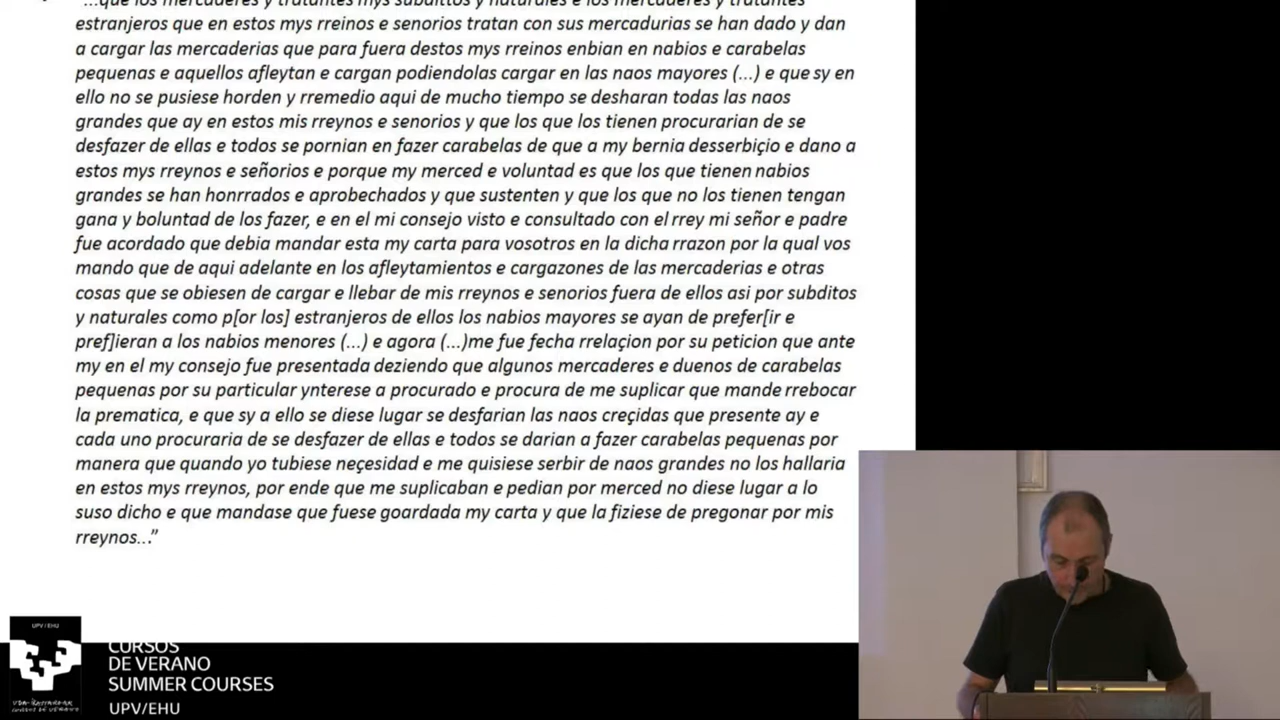 "...que los mercaderes y tratantes mys subditos y naturales e los mercaderes y tratantes
estranjeros que en estos mys rreinos e senorios tratan con sus mercadurias se han dado y dan
a cargar las mercaderias que para fuera destos mys rreinos enbian en nabios e carabelas
pequenas e aquellos afleytan e cargan podiendolas cargar en las naos mayores (...) e que sy en
ello no se pusiese horden y rremedio aqui de mucho tiempo se desharan todas las naos
grandes que ay en estos mis rreynos e senorios y que los que los tienen procurarian de se
desfazer de ellas e todos se pornian en fazer carabelas de que a my bernia desserbiçio e dano a
estos mys rreynos e señorios e porque my merced e voluntad es que los que tienen nabios
grandes se han honrrados e aprobechados y que sustenten y que los que no los tienen tengan
gana y boluntad de los fazer, e en el mi consejo visto e consultado con el rrey mi señor e padre
fue acordado que debia mandar esta my carta para vosotros en la dicha rrazon por la qual vos
mando que de aqui adelante en los afleytamientos e cargazones de las mercaderias e otras
cosas que se obiesen de cargar e llebar de mis rreynos e senorios fuera de ellos asi por subditos
y naturales como p[or los] estranjeros de ellos los nabios mayores se ayan de prefer[ir e
pref]ieran a los nabios menores (...) e agora (...)me fue fecha rrelaçion por su peticion que ante
my en el my consejo fue presentada deziendo que algunos mercaderes e duenos de carabelas
pequenas por su particular ynterese a procurado e procura de me suplicar que mande rrebocar
la prematica, e que sy a ello se diese lugar se desfarian las naos creçidas que presente ay e
cada uno procuraria de se desfazer de ellas e todos se darian a fazer carabelas pequenas por
manera que quando yo tubiese neçesidad e me quisiese serbir de naos grandes no los hallaria
en estos mys rreynos, por ende que me suplicaban e pedian por merced no diese lugar a lo
suso dicho e que mandase que fuese goardada my carta y que la fiziese de pregonar por mis
rreynos..."
UPV / EHU
CURSOS
DE VERANO
SUMMER COURSES
UPV/EHU